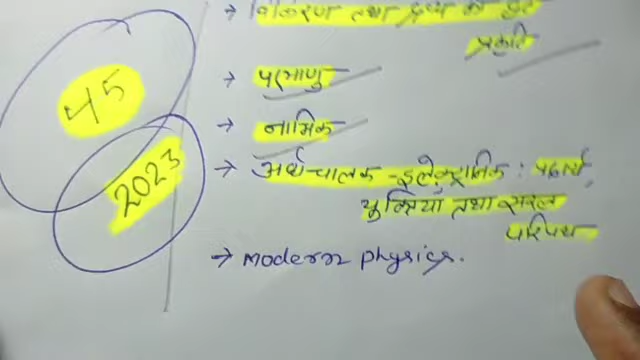 → विकिरण तथा द्रव्य की द्वैत
प्रकृति
→ परमाणु
45
→ नाभिक
2023
→ अर्धचालक - इलेक्ट्रॉनिक : पदार्थ,
युक्तियाँ तथा सरल
परिपथ
→ modern physics.